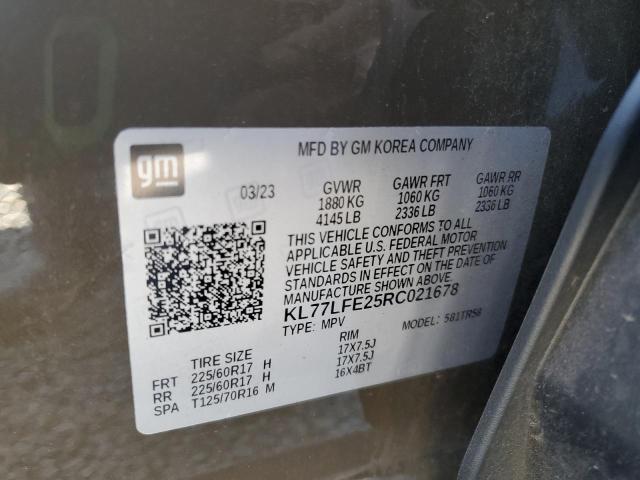 gm
MFD BY GM KOREA COMPANY
03/23
GVWR GAWR FRT GAWR RR
1880 KG 1060 KG 1060 KG
4145 LB 2336 LB 2336 LB
THIS VEHICLE CONFORMS TO ALL
APPLICABLE U.S. FEDERAL MOTOR
VEHICLE SAFETY AND THEFT PREVENTION
STANDARDS IN EFFECT ON THE DATE OF
MANUFACTURE SHOWN ABOVE
KL77LFE25RC021678
TYPE: MPV MODEL: 581TR58
TIRE SIZE RIM
FRT 225/60R17 H 17X7.5J
RR 225/60R17 H 17X7.5J
SPA T125/70R16 M 16X4BT